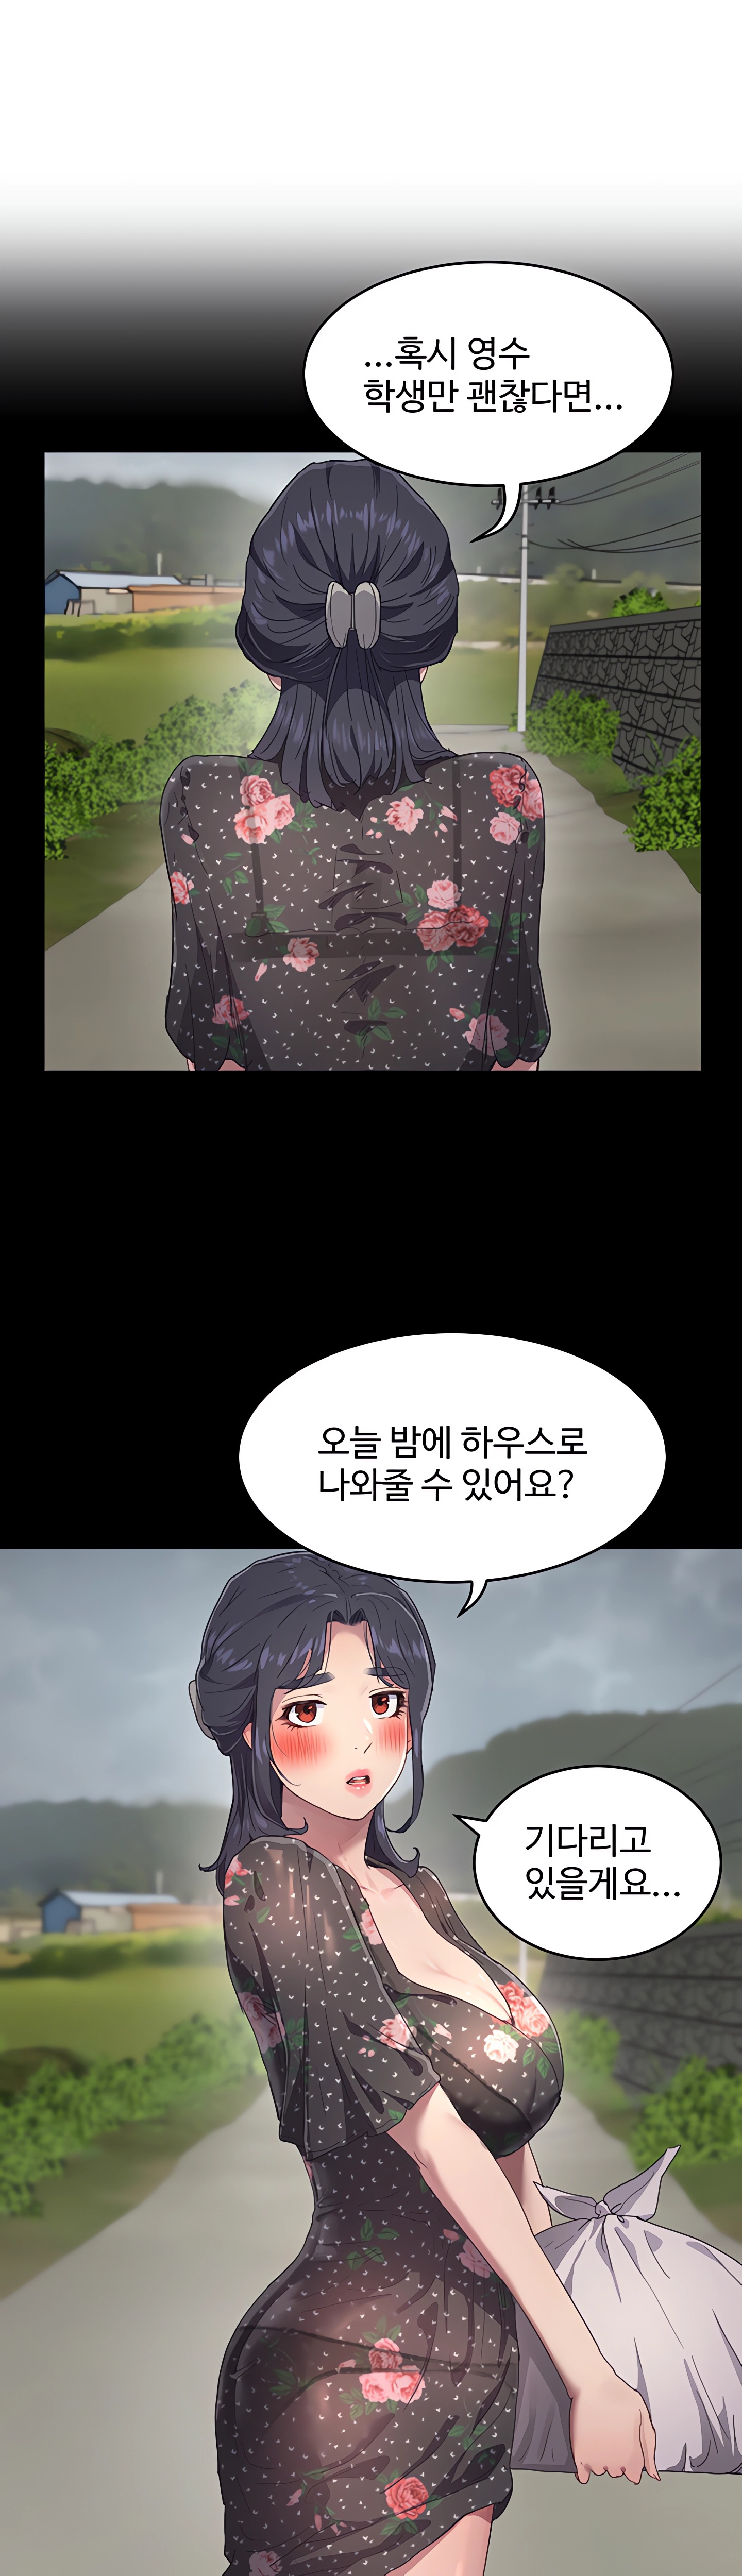 ...혹시 영수
학생만 괜찮다면...
오늘 밤에 하우스로
나와줄 수 있어요?
기다리고
있을게요...